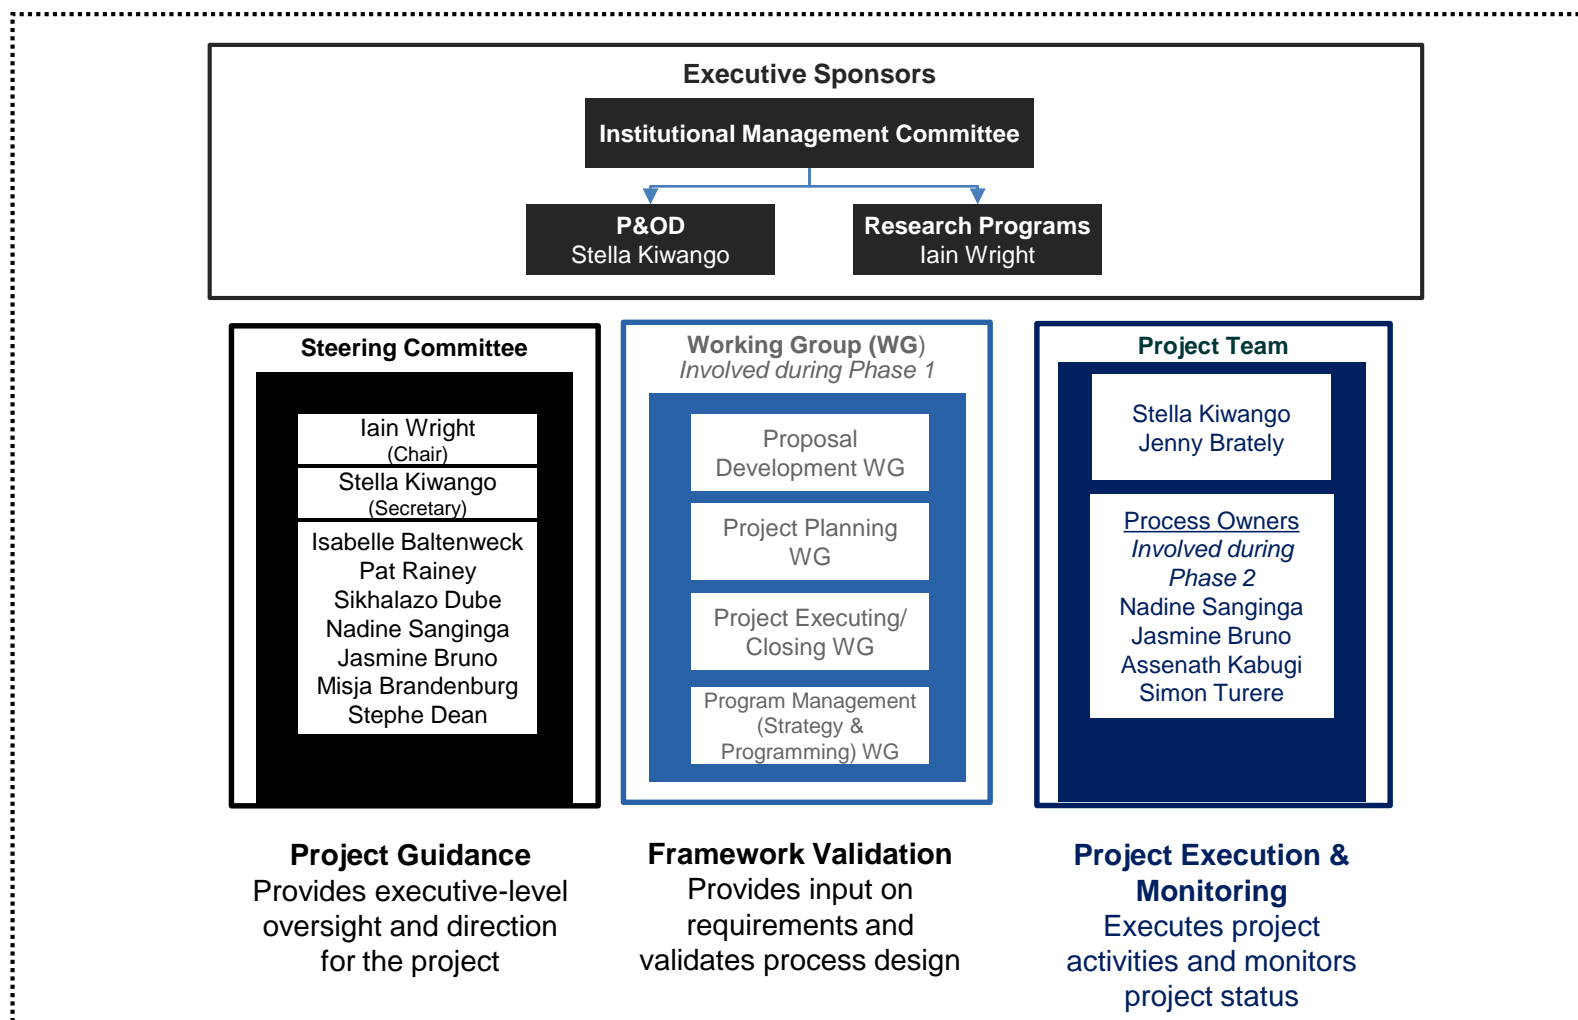 Executive Sponsors
Institutional Management Committee
P&OD
Stella Kiwango
Research Programs
Iain Wright
Steering Committee
Iain Wright
(Chair)
Stella Kiwango
(Secretary)
Isabelle Baltenweck
Pat Rainey
Sikhalazo Dube
Nadine Sanginga
Jasmine Bruno
Misja Brandenburg
Stephe Dean
Project Guidance
Provides executive-level
oversight and direction
for the project
Working Group (WG)
Involved during Phase 1
Proposal
Development WG
Project Planning
WG
Project Executing/
Closing WG
Program Management
(Strategy &
Programming) WG
Framework Validation
Provides input on
requirements and
validates process design
Project Team
Stella Kiwango
Jenny Brately
Process Owners
Involved during
Phase 2
Nadine Sanginga
Jasmine Bruno
Assenath Kabugi
Simon Turere
Project Execution &
Monitoring
Executes project
activities and monitors
project status